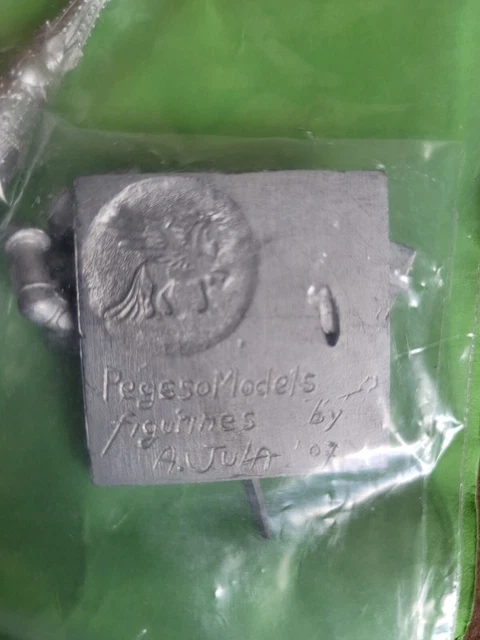 PegasoModels
figurines by
A. Jula '07